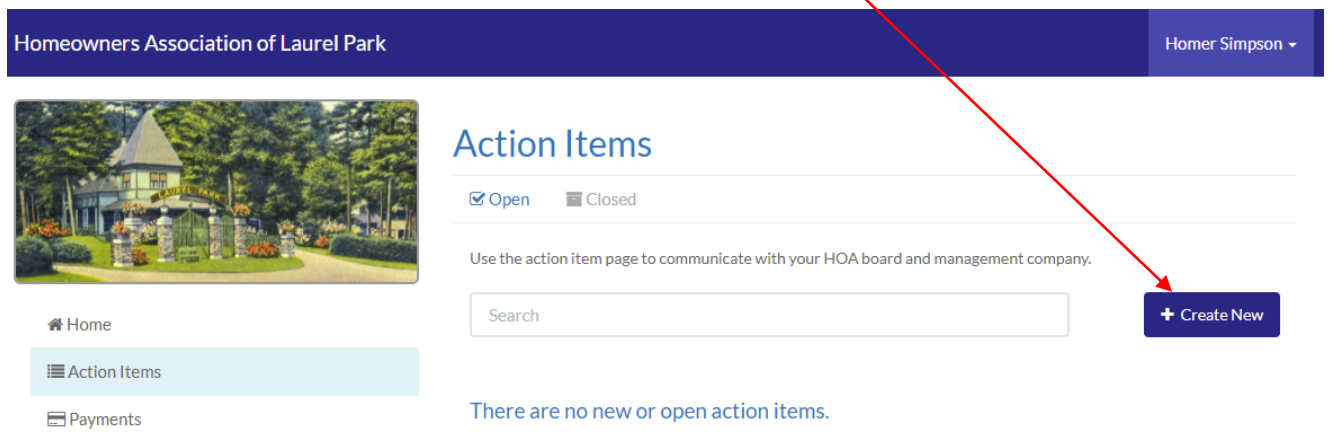 Homeowners Association of Laurel Park
Homer Simpson
LAUREL PARK
Action Items
Open
Closed
Use the action item page to communicate with your HOA board and management company.
Search
+ Create New
Home
Action Items
Payments
There are no new or open action items.